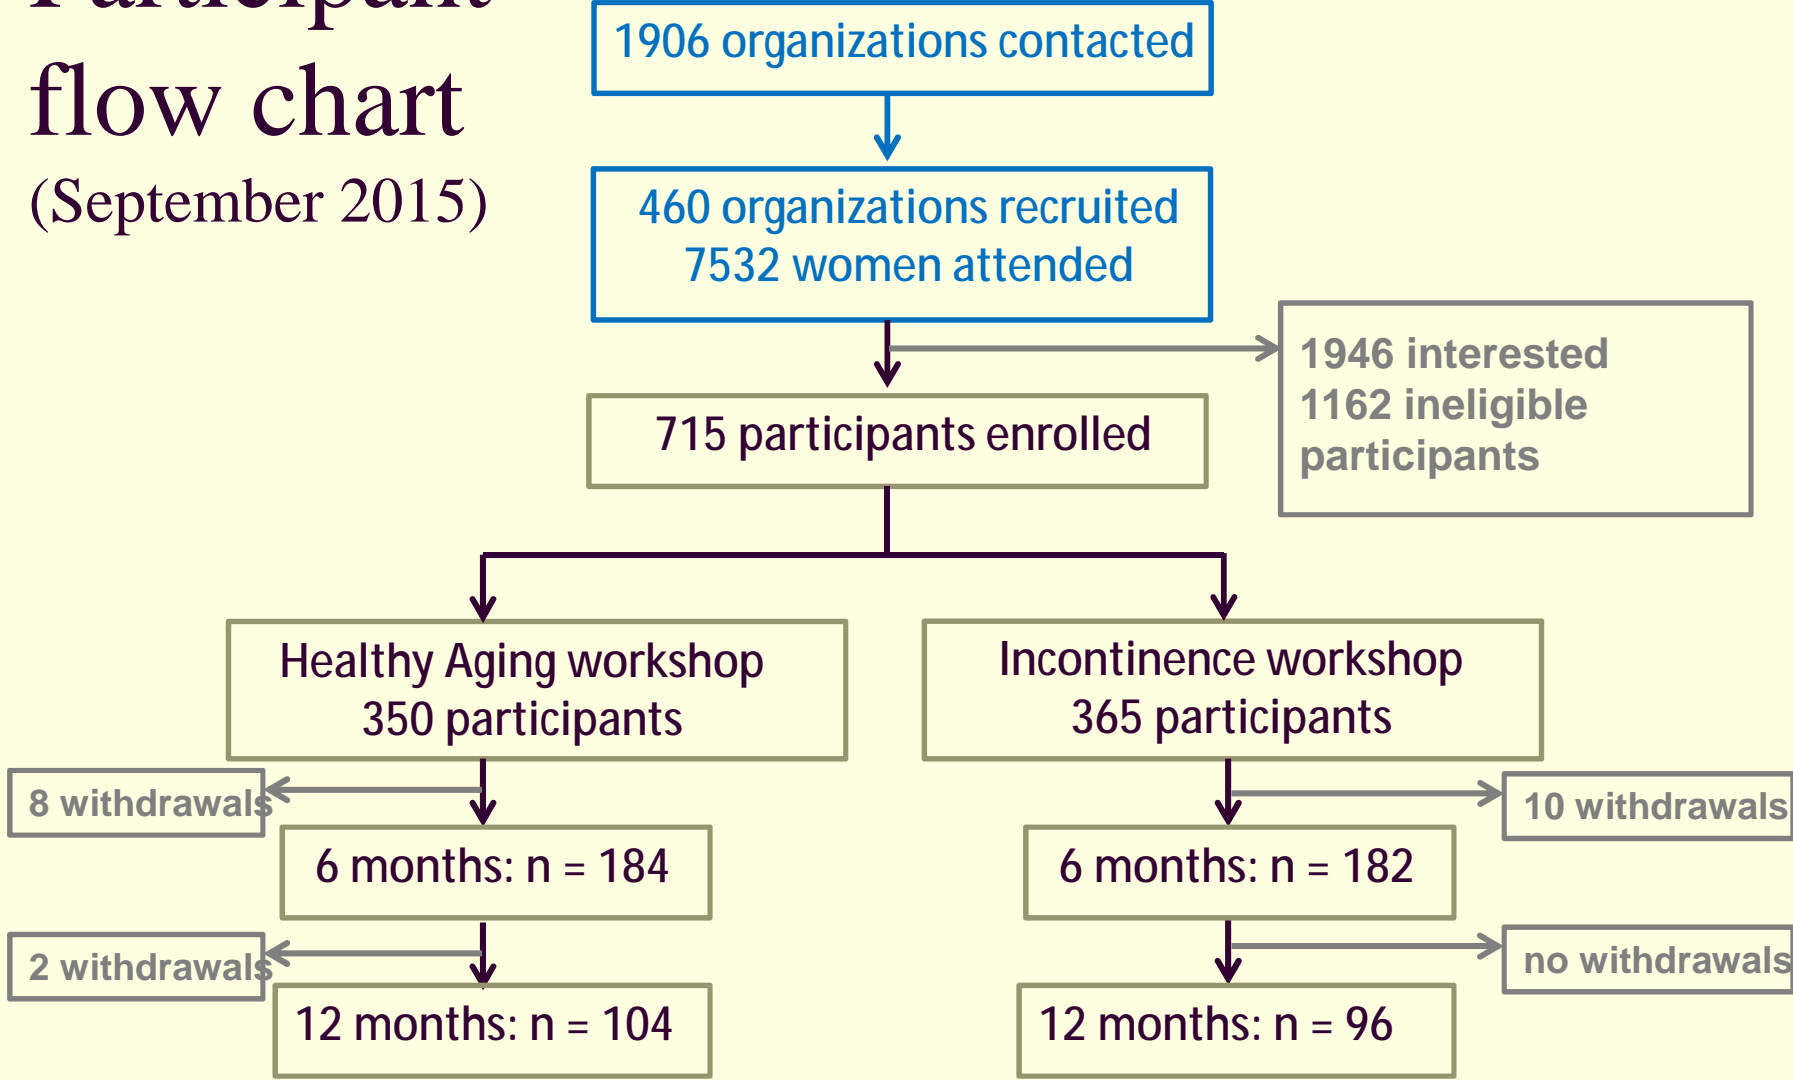 Participant
flow chart
(September 2015)
1906 organizations contacted
460 organizations recruited
7532 women attended
1946 interested
1162 ineligible
participants
715 participants enrolled
Healthy Aging workshop
350 participants
Incontinence workshop
365 participants
8 withdrawals
10 withdrawals
6 months: n = 184
6 months: n = 182
2 withdrawals
no withdrawals
12 months: n = 104
12 months: n = 96